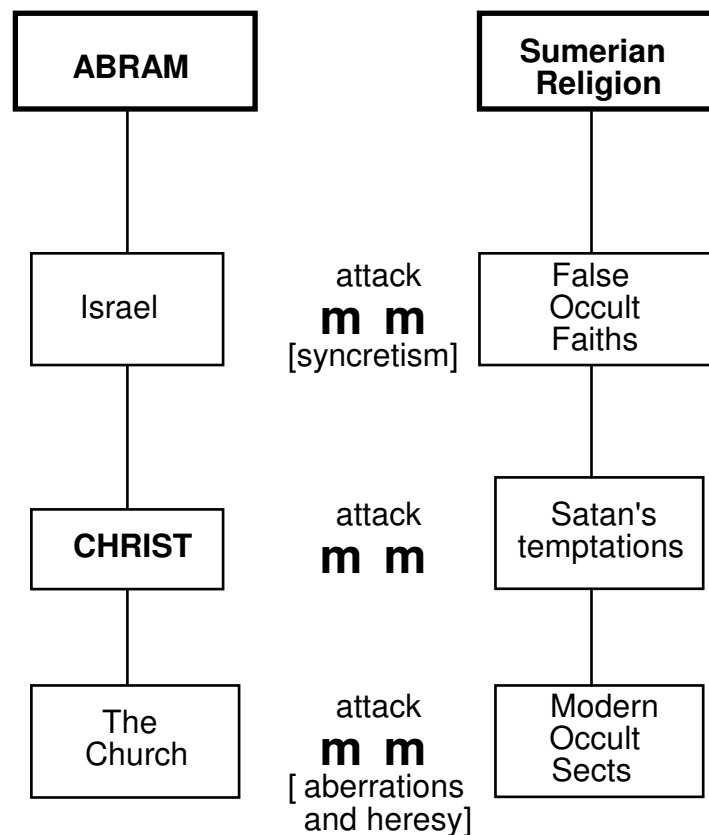 ABRAM
Sumerian
Religion
Israel
attack
m m
[syncretism]
False
Occult
Faiths
CHRIST
attack
m m
Satan's
temptations
The
Church
attack
m m
[ aberrations
and heresy]
Modern
Occult
Sects